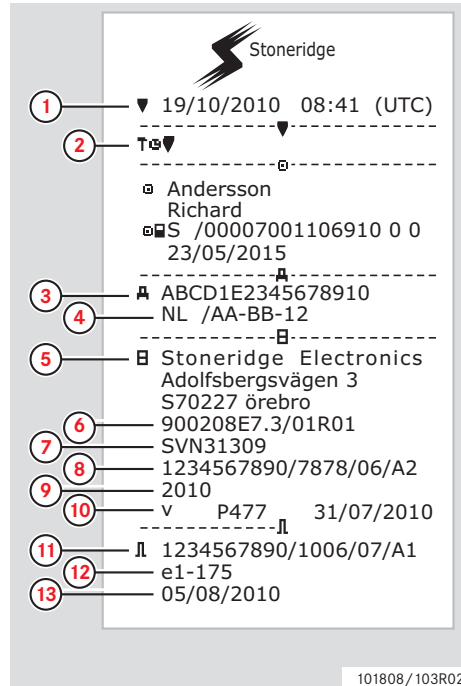 Stoneridge
1 ▼ 19/10/2010 08:41 (UTC)
2 T
Andersson
Richard
S /00007001106910 0 0
23/05/2015
3 ABCD1E2345678910
4 NL /AA-BB-12
5 Stoneridge Electronics
Adolfsbergsvägen 3
S70227 örebro
6 900208E7.3/01R01
7 SVN31309
8 1234567890/7878/06/A2
9 2010
10 v P477 31/07/2010
11 1234567890/1006/07/A1
12 e1-175
13 05/08/2010
101808/103R02